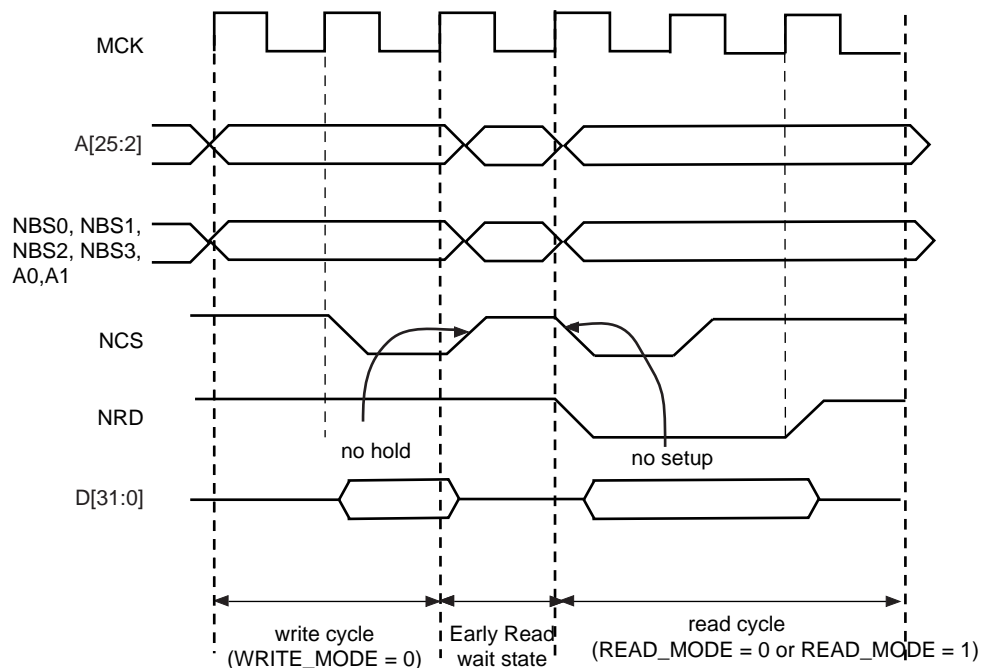 MCK
A[25:2]
NBS0, NBS1,
NBS2, NBS3,
A0,A1
NCS
NRD
no hold
no setup
D[31:0]
write cycle
(WRITE_MODE = 0)
Early Read
wait state
read cycle
(READ_MODE = 0 or READ_MODE = 1)